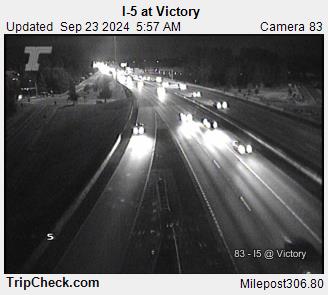 I-5 at Victory
Updated Sep 23 2024 5:57 AM Camera 83
T
S
83 - I5 @ Victory
TripCheck.com Milepost306.80